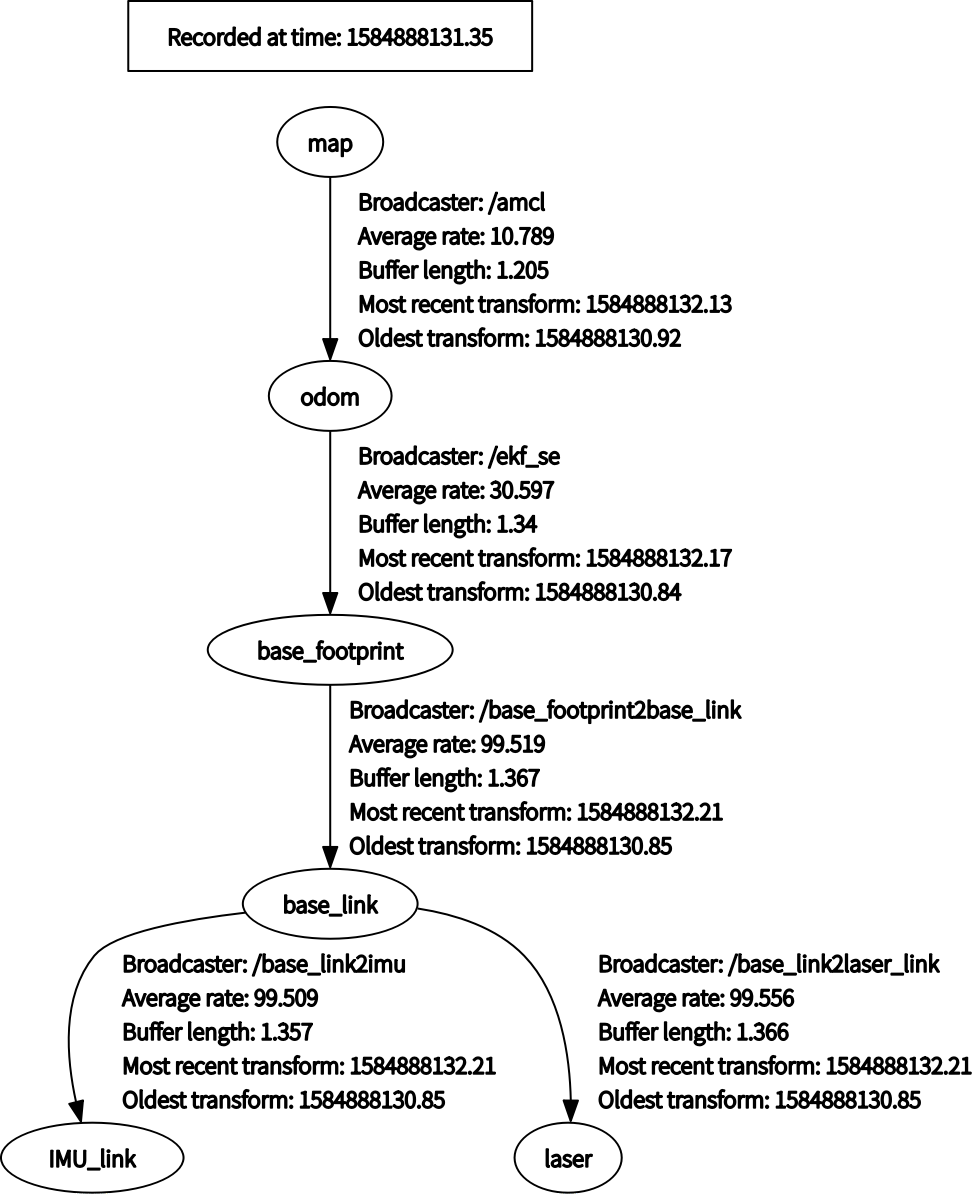 Recorded at time: 1584888131.35
map
Broadcaster: /amcl
Average rate: 10.789
Buffer length: 1.205
Most recent transform: 1584888132.13
Oldest transform: 1584888130.92
odom
Broadcaster: /ekf_se
Average rate: 30.597
Buffer length: 1.34
Most recent transform: 1584888132.17
Oldest transform: 1584888130.84
base_footprint
Broadcaster: /base_footprint2base_link
Average rate: 99.519
Buffer length: 1.367
Most recent transform: 1584888132.21
Oldest transform: 1584888130.85
base_link
Broadcaster: /base_link2imu
Average rate: 99.509
Buffer length: 1.357
Most recent transform: 1584888132.21
Oldest transform: 1584888130.85
Broadcaster: /base_link2laser_link
Average rate: 99.556
Buffer length: 1.366
Most recent transform: 1584888132.21
Oldest transform: 1584888130.85
IMU_link
laser